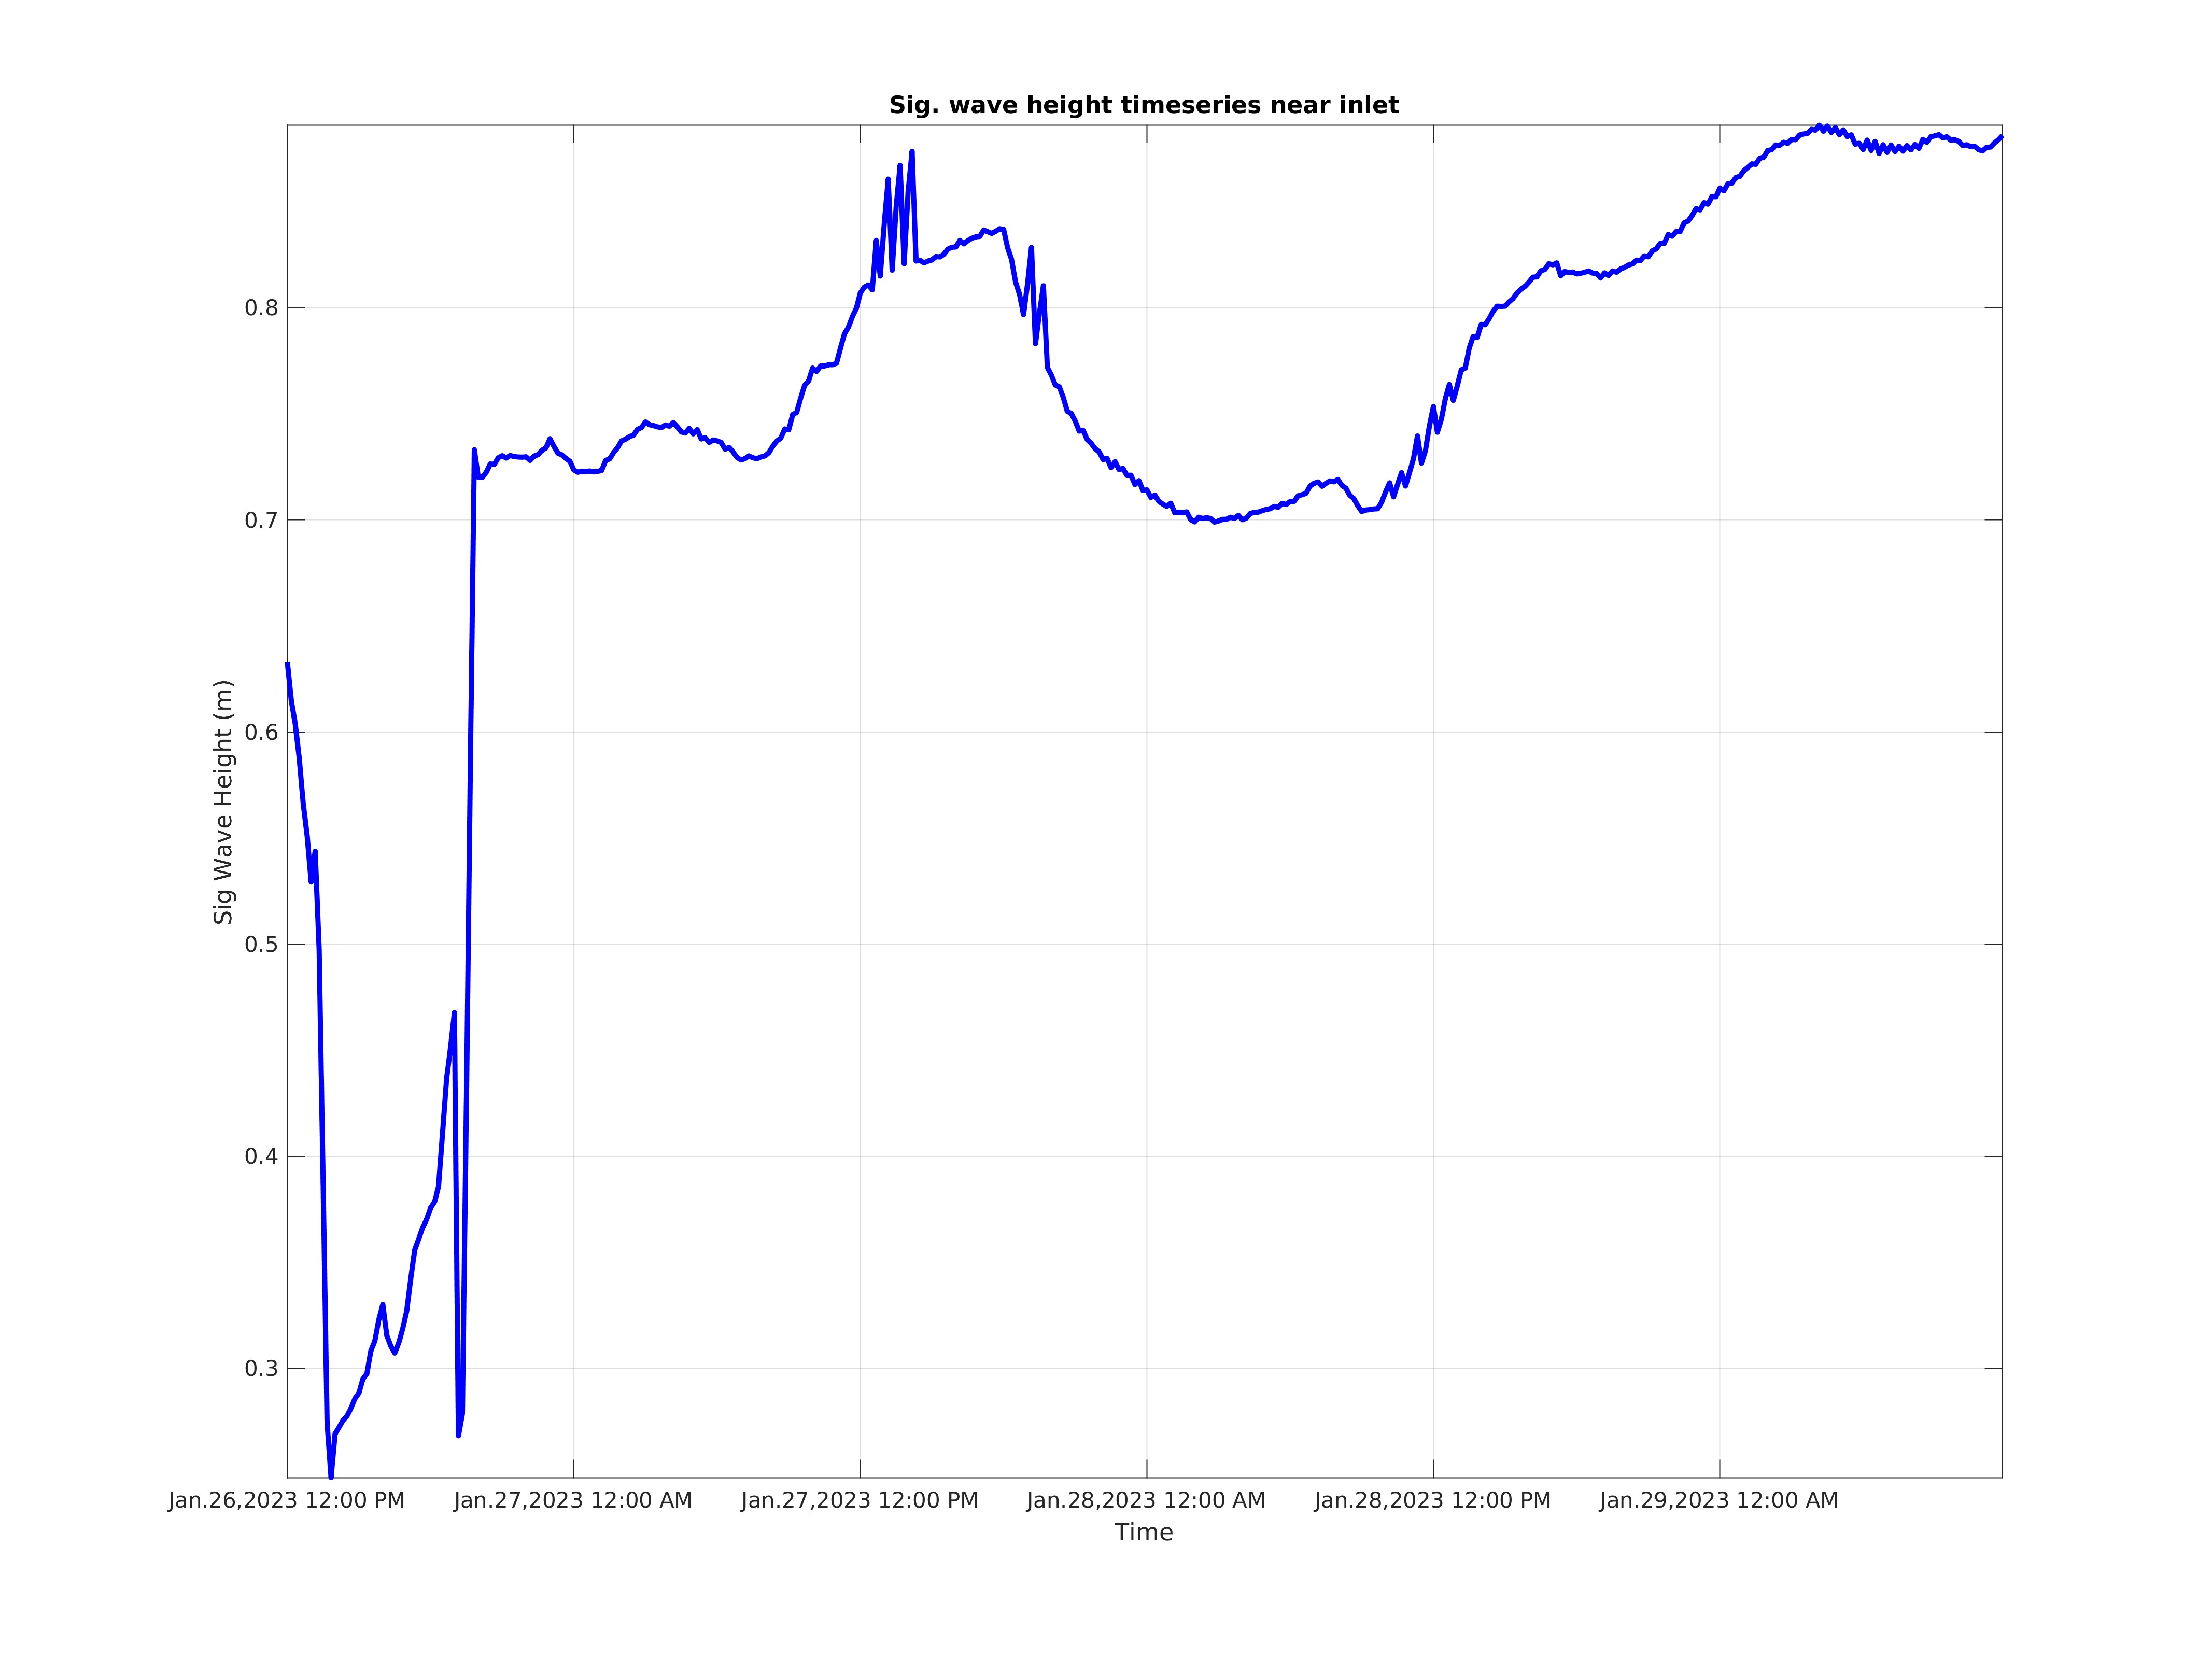 Sig. wave height timeseries near inlet
Sig Wave Height (m)
0.8
0.7
0.6
0.5
0.4
0.3
Jan.26,2023 12:00 PM Jan.27,2023 12:00 AM Jan.27,2023 12:00 PM Jan.28,2023 12:00 AM Jan.28,2023 12:00 PM Jan.29,2023 12:00 AM
Time